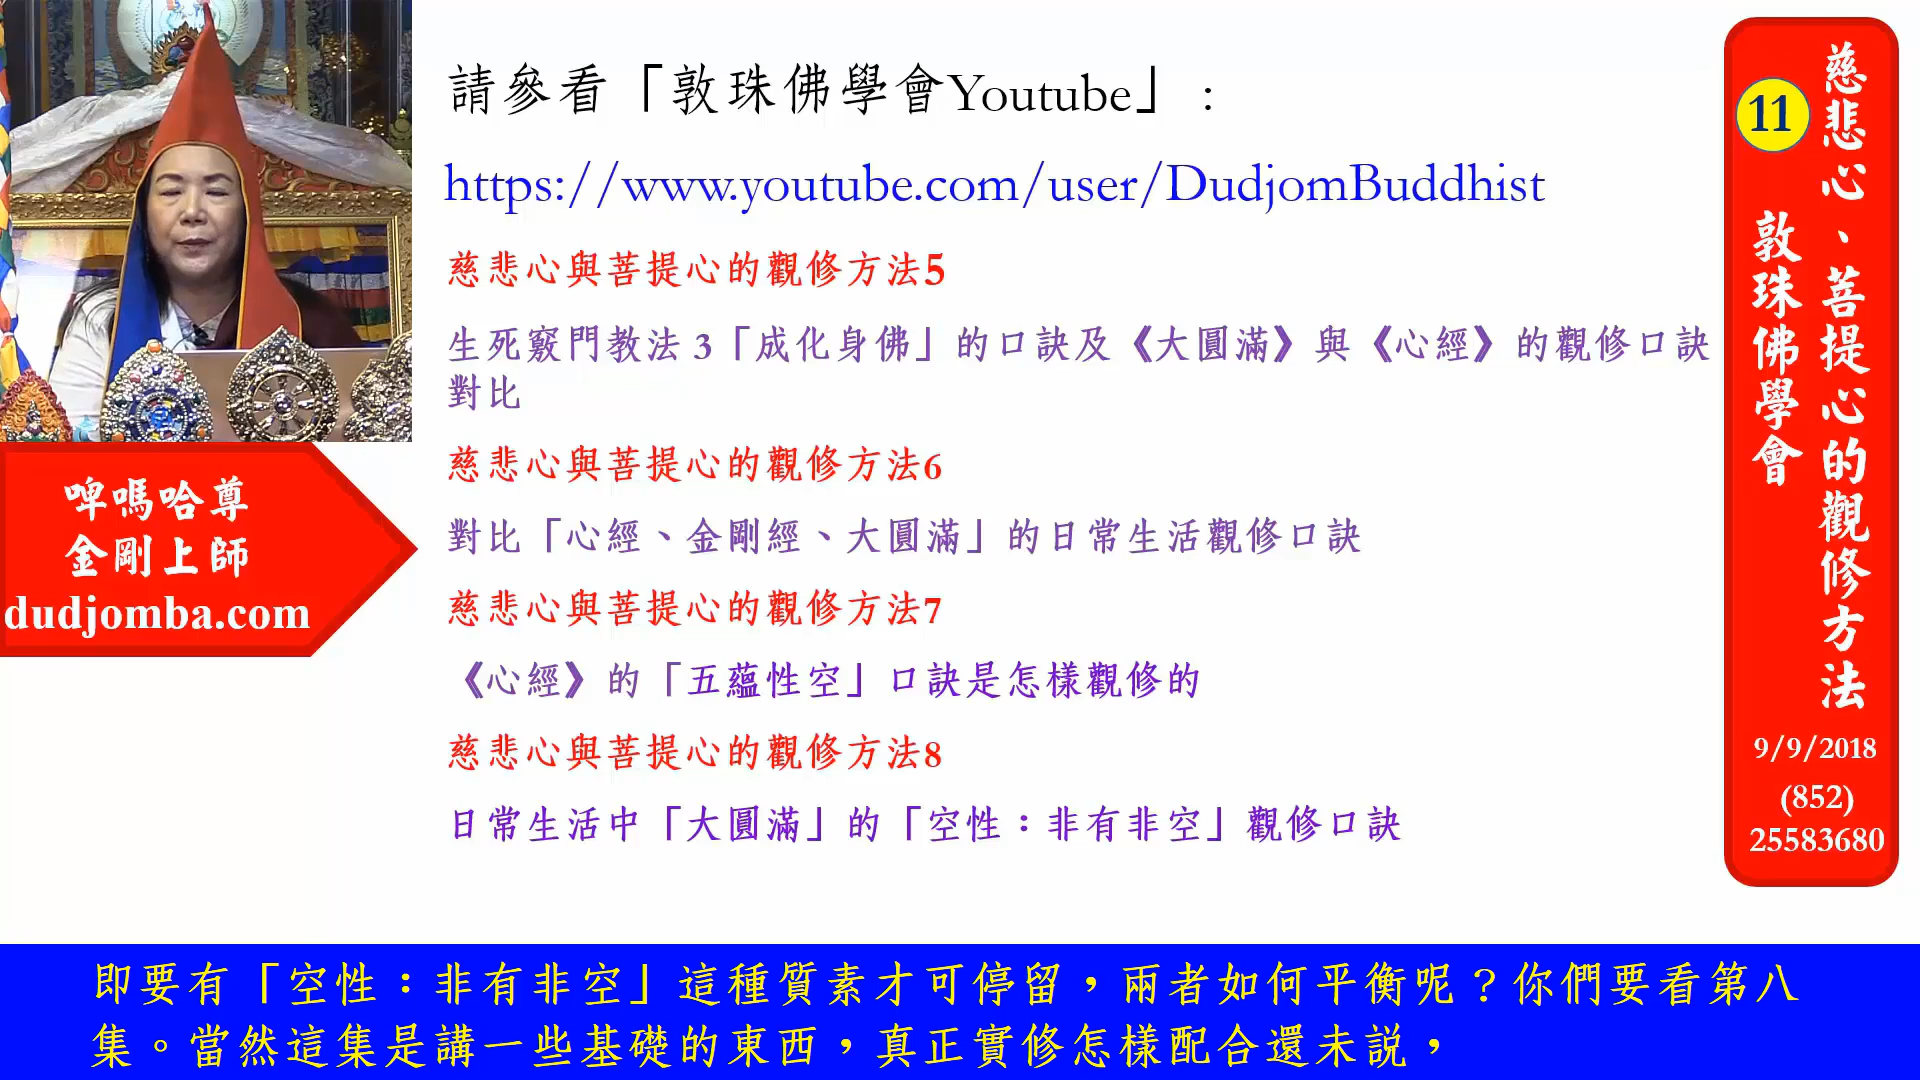 請參看「敦珠佛學會Youtube」:
https://www.youtube.com/user/DudjomBuddhist
慈悲心與菩提心的觀修方法5
生死竅門教法 3「成化身佛」的口訣及《大圓滿》與《心經》的觀修口訣
對比
慈悲心與菩提心的觀修方法6
對比「心經、金剛經、大圓滿」的日常生活觀修口訣
慈悲心與菩提心的觀修方法7
《心經》的「五蘊性空」口訣是怎樣觀修的
慈悲心與菩提心的觀修方法8
日常生活中「大圓滿」的「空性：非有非空」觀修口訣
啤嗎哈尊
金剛上師
dudjomba.com
慈悲心、菩提心的觀修方法
11
敦珠佛學會
9/9/2018
(852)
25583680
即要有「空性：非有非空」這種質素才可停留，兩者如何平衡呢？你們要看第八
集。當然這集是講一些基礎的東西，真正實修怎樣配合還未説，